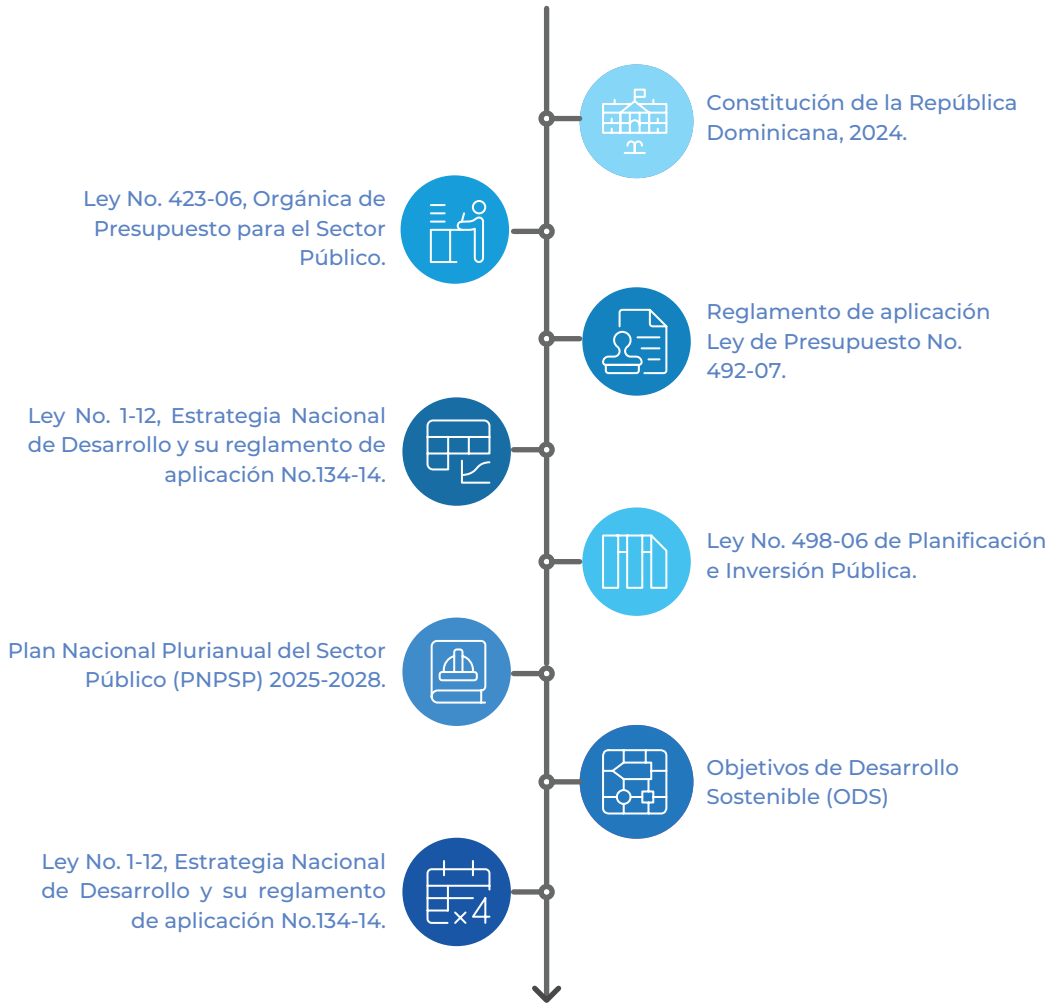 Constitución de la República
Dominicana, 2024.
Ley No. 423-06, Orgánica de
Presupuesto para el Sector
Público.
Reglamento de aplicación
Ley de Presupuesto No.
492-07.
Ley No. 1-12, Estrategia Nacional
de Desarrollo y su reglamento de
aplicación No.134-14.
Ley No. 498-06 de Planificación
e Inversión Pública.
Plan Nacional Plurianual del Sector
Público (PNPSP) 2025-2028.
Objetivos de Desarrollo
Sostenible (ODS)
Ley No. 1-12, Estrategia Nacional
de Desarrollo y su reglamento
de aplicación No.134-14.
×4